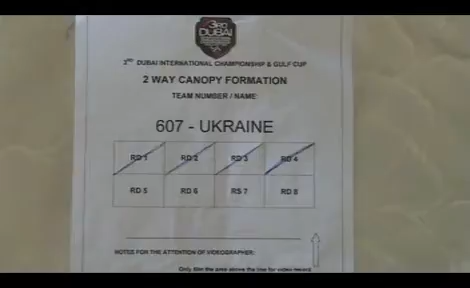 3RD
DUBAI
3RD DUBAI INTERNATIONAL CHAMPIONSHIP & GULF CUP
2 WAY CANOPY FORMATION
TEAM NUMBER / NAME:
607 - UKRAINE
RD 1 RD 2 RD 3 RD 4
RD 5 RD 6 RS 7 RD 8
NOTES FOR THE ATTENTION OF VIDEOGRAPHER:
Only film the area above the line for video record